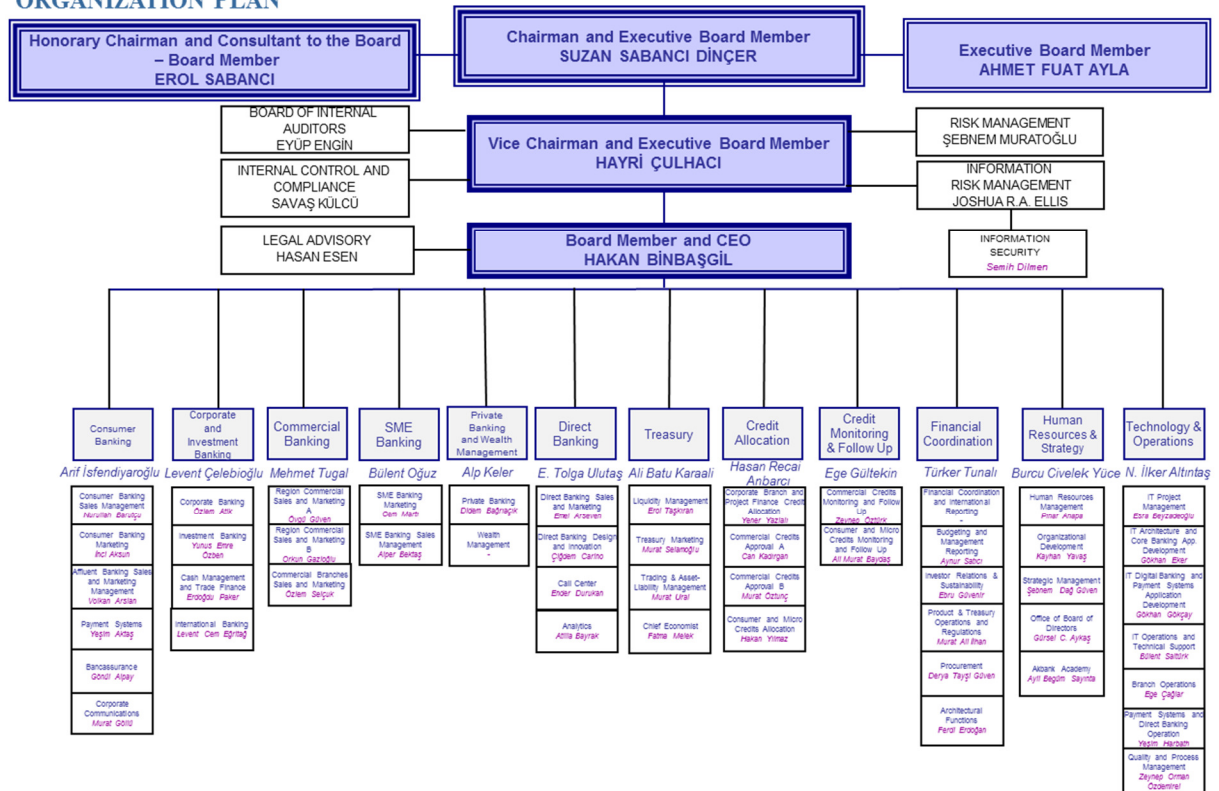 ORGANIZATION PLAN
Honorary Chairman and Consultant to the Board
– Board Member
EROL SABANCI
Chairman and Executive Board Member
SUZAN SABANCI DİNÇER
Executive Board Member
AHMET FUAT AYLA
BOARD OF INTERNAL
AUDITORS
EYÜP ENGİN
Vice Chairman and Executive Board Member
HAYRİ ÇULHACI
RISK MANAGEMENT
ŞEBNEM MURATOĞLU
INTERNAL CONTROL AND
COMPLIANCE
SAVAŞ KÜLCÜ
INFORMATION
RISK MANAGEMENT
JOSHUA R.A. ELLIS
LEGAL ADVISORY
HASAN ESEN
Board Member and CEO
HAKAN BİNBAŞGİL
INFORMATION
SECURITY
Semih Dilmen
Consumer
Banking
Arif İsfendiyaroğlu
Consumer Banking
Sales Management
Nurullah Barutçu
Consumer Banking
Marketing
İnci Aksun
Affluent Banking Sales
and Marketing
Management
Volkan Arslan
Payment Systems
Yeşim Aktaş
Bancassurance
Gönül Alpay
Corporate
Communications
Murat Göllü
Corporate
and
Investment
Banking
Levent Çelebioğlu
Corporate Banking
Özlem Atik
Investment Banking
Yunus Emre
Özben
Cash Management
and Trade Finance
Erdoğdu Paker
International Banking
Levent Cem Eğritağ
Commercial
Banking
Mehmet Tugal
Region Commercial
Sales and Marketing
A
Övgü Güven
Region Commercial
Sales and Marketing
B
Orkun Gazioğlu
Commercial Branches
Sales and Marketing
Özlem Selçuk
SME
Banking
Bülent Oğuz
SME Banking
Marketing
Cem Martı
SME Banking Sales
Management
Alper Bektaş
Private
Banking
and Wealth
Management
Alp Keler
Private Banking
Didem Bağrıaçık
Wealth
Management
-
Direct
Banking
E. Tolga Ulutaş
Direct Banking Sales
and Marketing
Emel Arseven
Direct Banking Design
and Innovation
Çiğdem Carino
Call Center
Ender Durukan
Analytics
Atilla Bayrak
Treasury
Ali Batu Karaali
Liquidity Management
Erol Taşkıran
Treasury Marketing
Murat Selamoğlu
Trading & Asset-
Liability Management
Murat Ural
Chief Economist
Fatma Melek
Credit
Allocation
Hasan Recai
Anbarcı
Corporate Branch and
Project Finance Credit
Allocation
Yener Yazlalı
Commercial Credits
Approval A
Can Kadirgan
Commercial Credits
Approval B
Murat Öztunç
Consumer and Micro
Credits Allocation
Hakan Yılmaz
Credit
Monitoring
& Follow Up
Ege Gültekin
Commercial Credits
Monitoring and Follow
Up
Zeynep Öztürk
Consumer and Micro
Credits Monitoring
and Follow Up
Ali Murat Baydaş
Financial
Coordination
Türker Tunalı
Financial Coordination
and International
Reporting
-
Budgeting and
Management
Reporting
Aynur Satıcı
Investor Relations &
Sustainability
Ebru Güvenir
Product & Treasury
Operations and
Regulations
Murat Ali İlhan
Procurement
Derya Tayşi Güven
Architectural
Functions
Ferdi Erdoğan
Human
Resources &
Strategy
Burcu Civelek Yüce
Human Resources
Management
Pınar Anapa
Organizational
Development
Kayhan Yavaş
Strategic Management
Şebnem Dağ Güven
Office of Board of
Directors
Gürsel C. Aykaş
Akbank Academy
Ayli Begüm Sayınta
Technology &
Operations
N. İlker Altıntaş
IT Project
Management
Esra Beyzadeoğlu
IT Architecture and
Core Banking App.
Development
Gökhan Eker
IT Digital Banking and
Payment Systems
Application
Development
Gökhan Gökçay
IT Operations and
Technical Support
Bülent Saltürk
Branch Operations
Ege Çağlar
Payment Systems and
Direct Banking
Operation
Yeşim Harbath
Quality and Process
Management
Zeynep Orman
Özdemirel